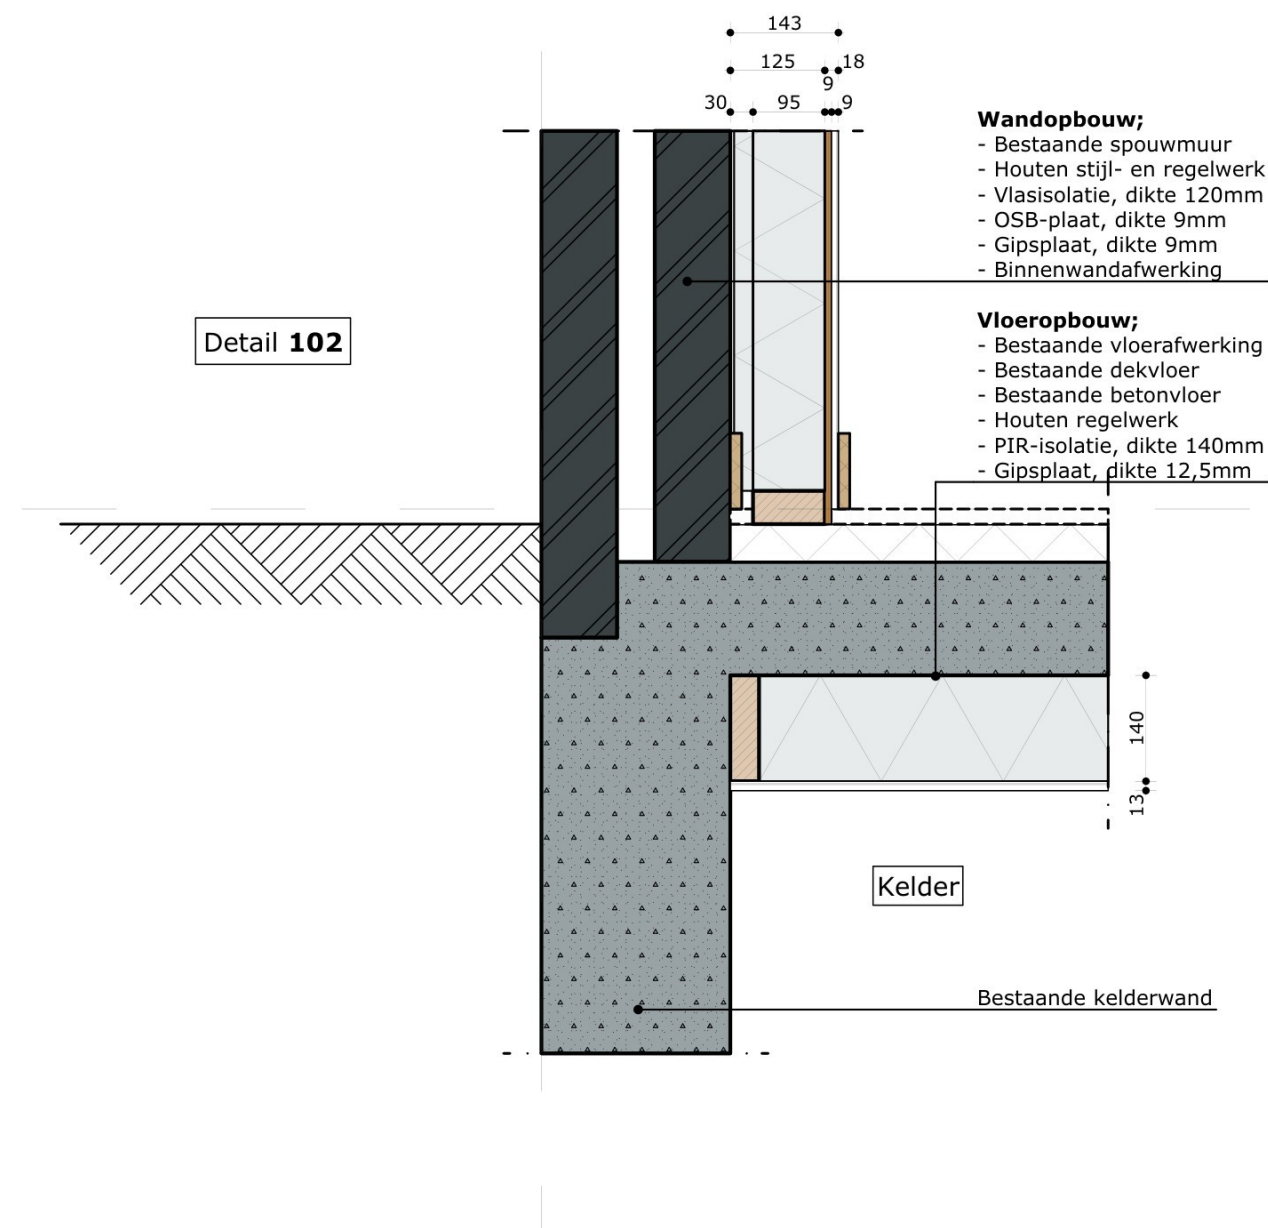 143
125
18
9
30
95
9
Wandopbouw;
- Bestaande spouwmuur
- Houten stijl- en regelwerk
- Vlasisolatie, dikte 120mm
- OSB-plaat, dikte 9mm
- Gipsplaat, dikte 9mm
- Binnenwandafwerking
Vloeropbouw;
- Bestaande vloerafwerking
- Bestaande dekvloer
- Bestaande betonvloer
- Houten regelwerk
- PIR-isolatie, dikte 140mm
- Gipsplaat, dikte 12,5mm
Detail 102
140
13
Kelder
Bestaande kelderwand